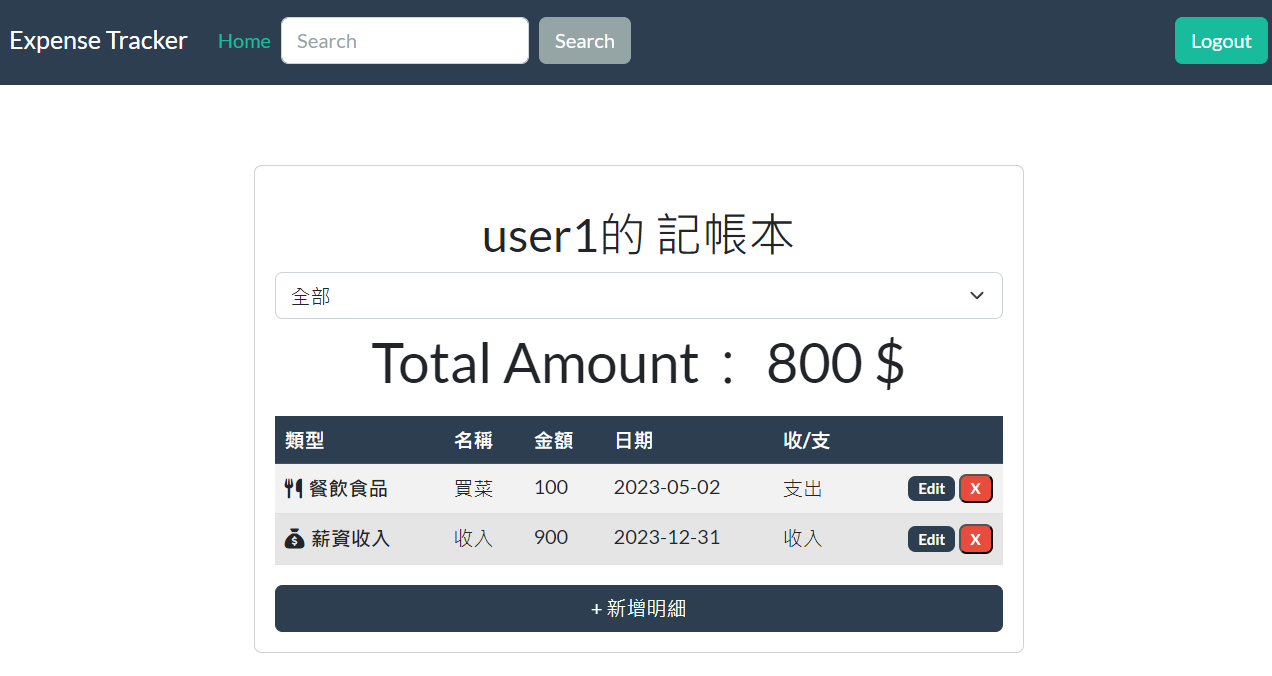 Expense Tracker Home Search Search Logout
user1的 記帳本
全部
Total Amount： 800 $
類型 名稱 金額 日期 收/支
餐飲食品 買菜 100 2023-05-02 支出 Edit X
薪資收入 收入 900 2023-12-31 收入 Edit X
+ 新增明細